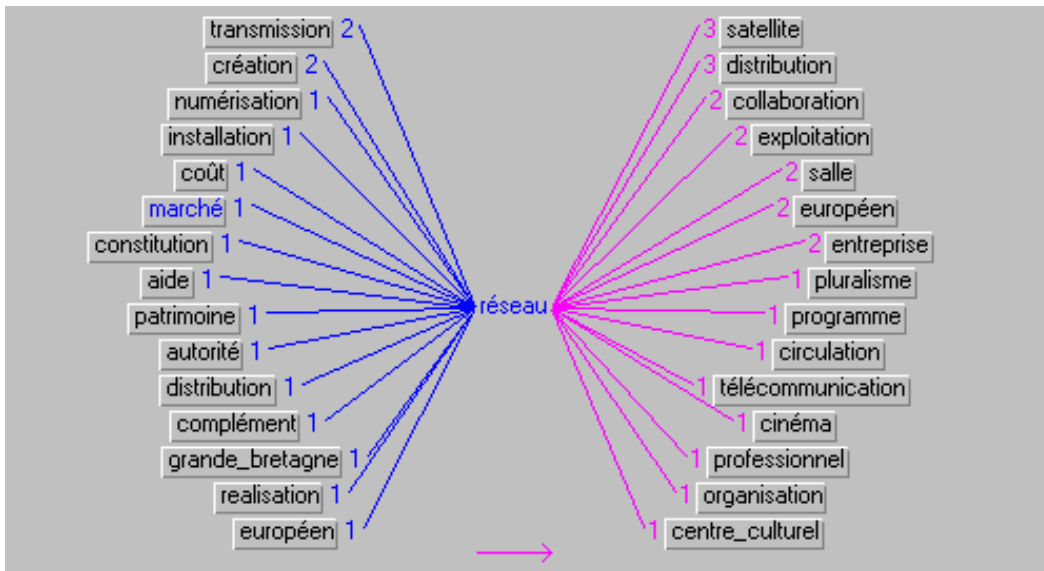 transmission 2
création 2
numérisation 1
installation 1
coût 1
marché 1
constitution 1
aide 1
patrimoine 1
autorité 1
distribution 1
complément 1
grande_bretagne 1
realisation 1
européen 1
réseau
3 satellite
3 distribution
2 collaboration
2 exploitation
2 salle
2 européen
2 entreprise
1 pluralisme
1 programme
1 circulation
1 télécommunication
1 cinéma
1 professionnel
1 organisation
1 centre_culturel